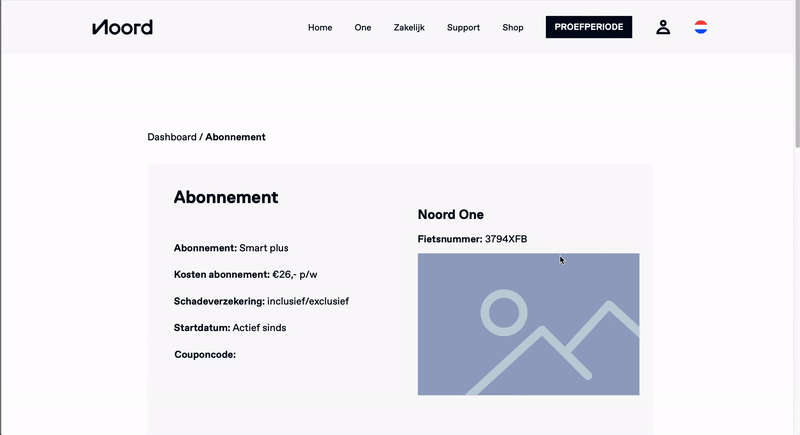 Noord
Home One Zakelijk Support Shop PROEFPERIODE
Dashboard / Abonnement
Abonnement
Abonnement: Smart plus
Kosten abonnement: €26,- p/w
Schadeverzekering: inclusief/exclusief
Startdatum: Actief sinds
Couponcode:
Noord One
Fietsnummer: 3794XFB